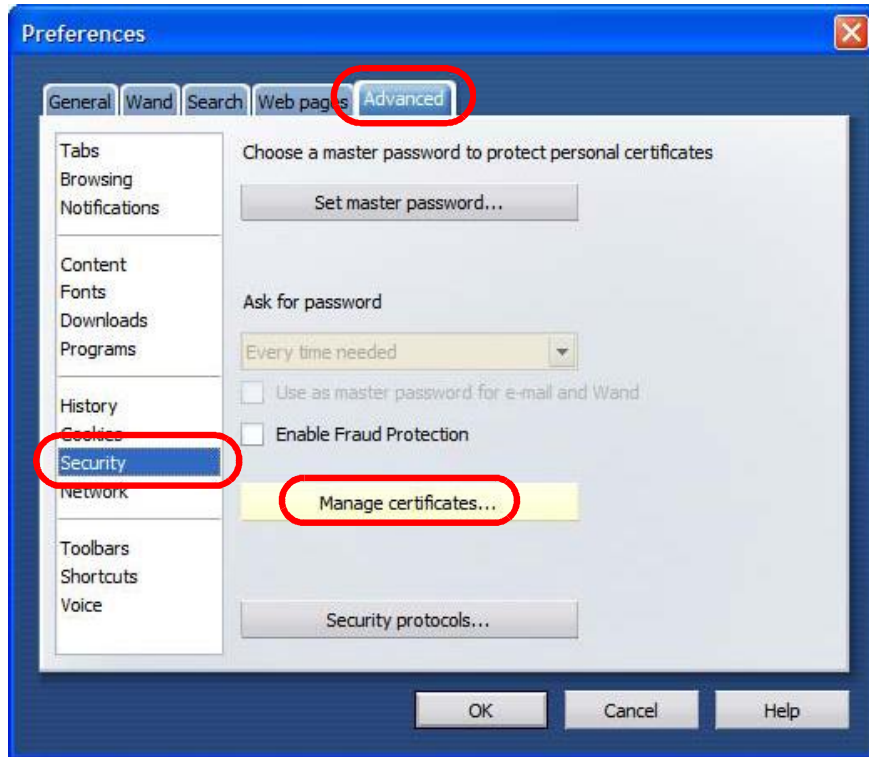 Preferences
General Wand Search Web pages Advanced
Tabs
Browsing
Notifications
Content
Fonts
Downloads
Programs
History
Cookies
Security
Network
Toolbars
Shortcuts
Voice
Choose a master password to protect personal certificates
Set master password...
Ask for password
Every time needed
Use as master password for e-mail and Wand
Enable Fraud Protection
Manage certificates...
Security protocols...
OK Cancel Help